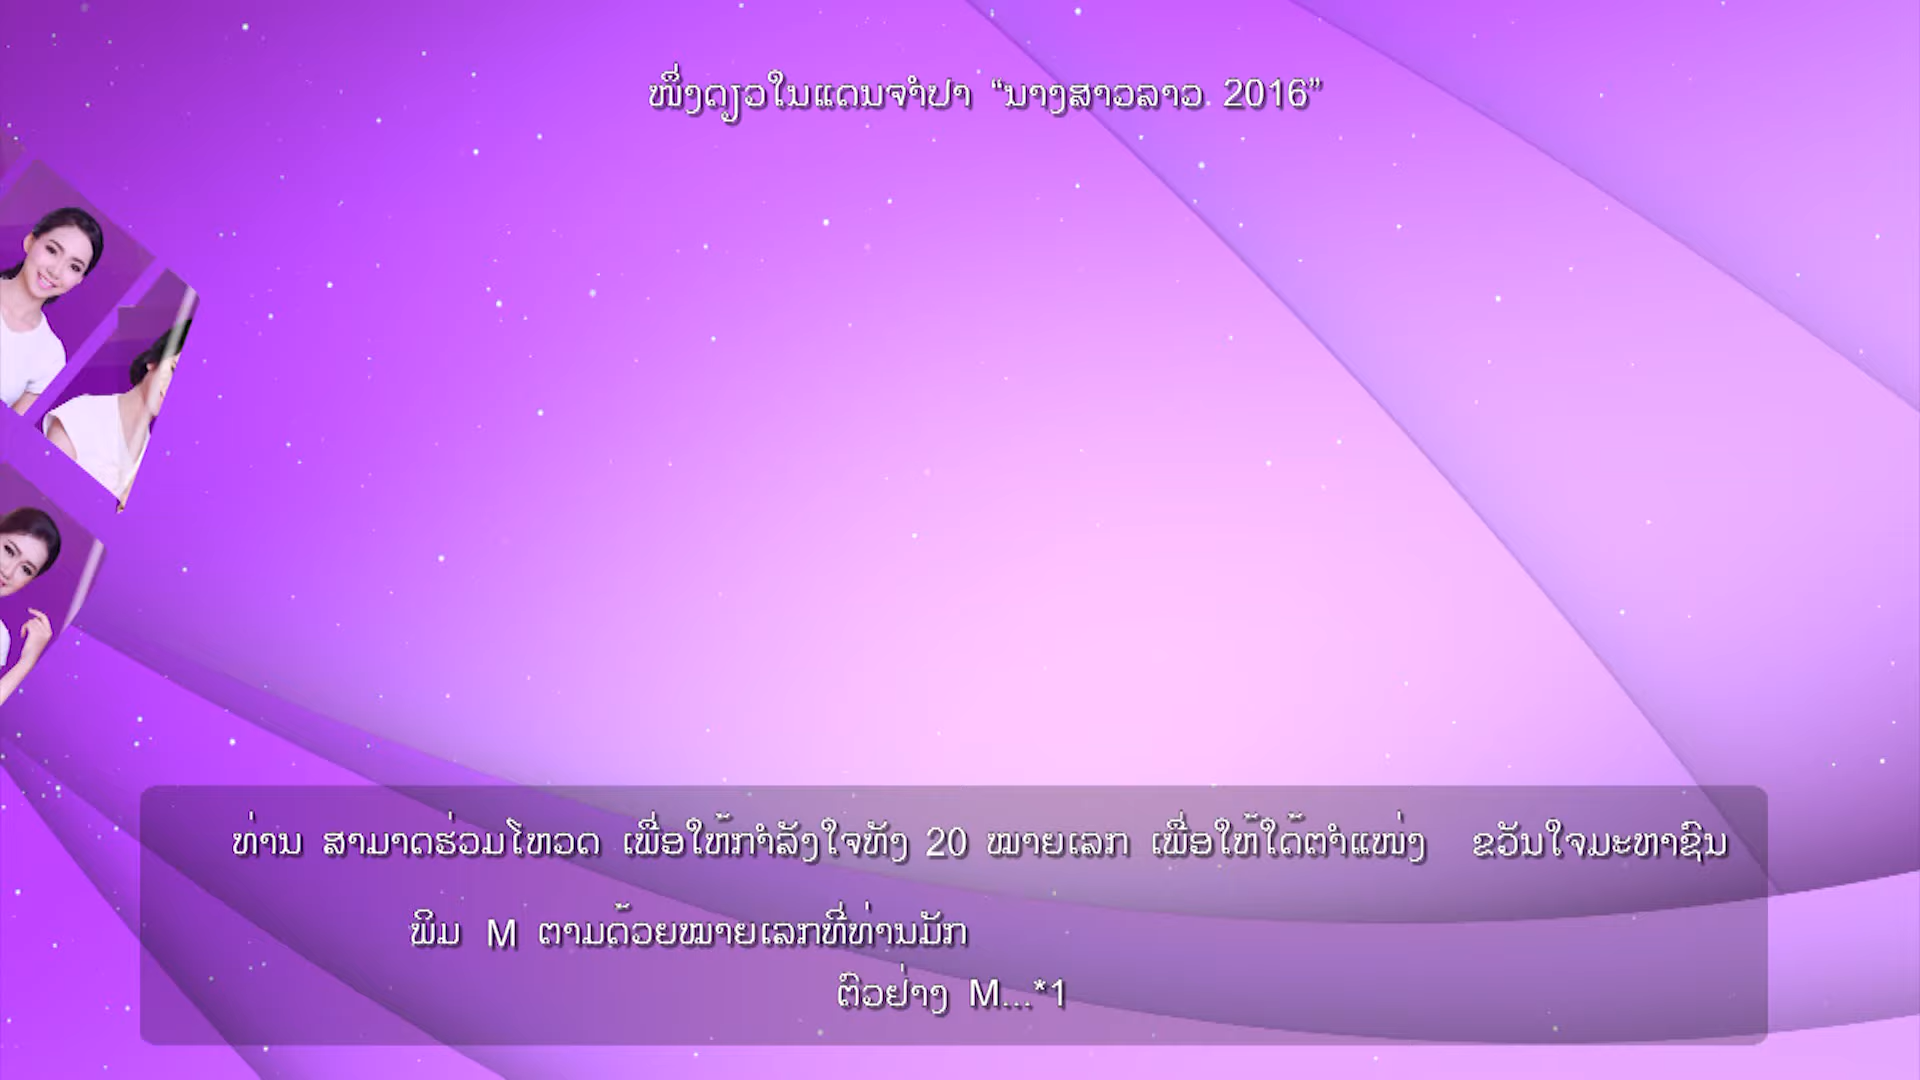 ໜຶ່ງດຽວໃນແດນຈຳປາ “ນາງສາວລາວ 2016”
ທ່ານ ສາມາດຮ່ວມໂຫວດ ເພື່ອໃຫ້ກຳລັງໃຈທັງ 20 ໝາຍເລກ ເພື່ອໃຫ້ໃດ້ຕຳແໜ່ງ ຂວັນໃຈມະຫາຊົນ
ພິມ M ຕາມດ້ວຍໝາຍເລກທີ່ທ່ານມັກ
ຕົວຢ່າງ M...*1